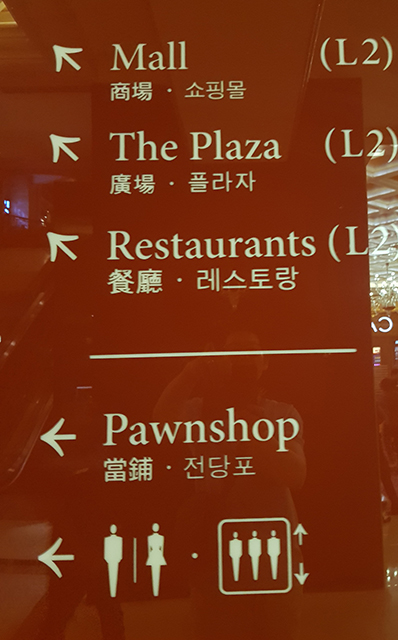 Mall (L2)
商場 · 쇼핑몰
The Plaza (L2)
廣場 · 플라자
Restaurants (L2)
餐廳 · 레스토랑
Pawnshop
當鋪 · 전당포